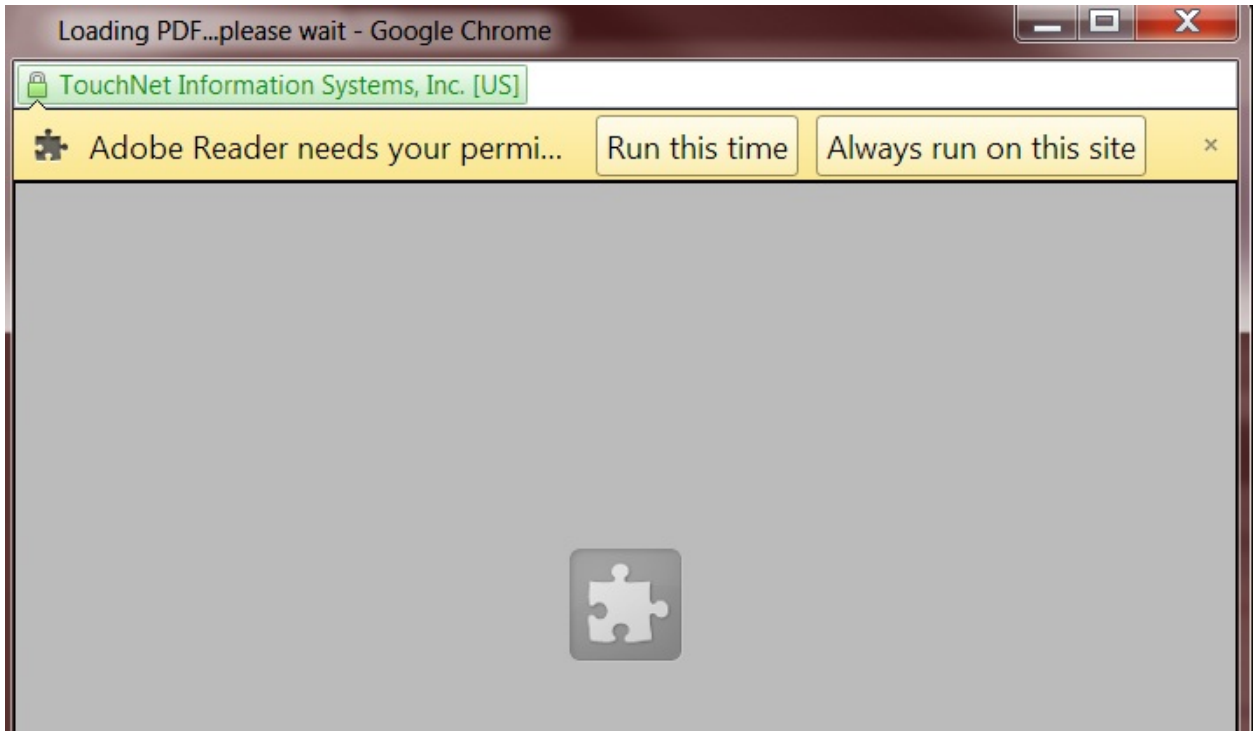 Loading PDF...please wait - Google Chrome
TouchNet Information Systems, Inc. [US]
Adobe Reader needs your permi... Run this time Always run on this site